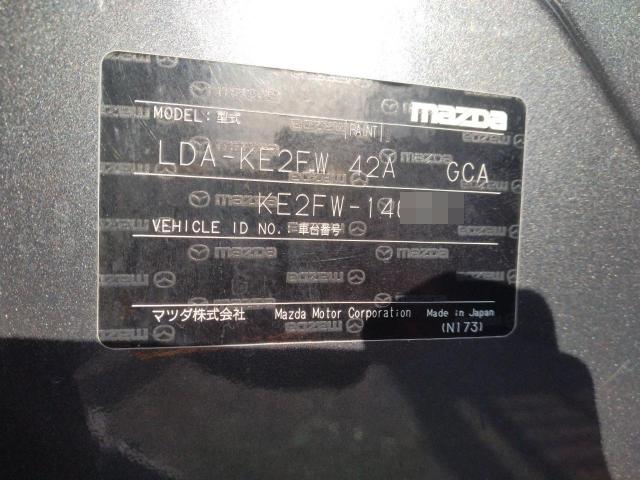 mazda
MODEL: 型式
[PAINT]
LDA-KE2FW 42A GCA
KE2FW-14
VEHICLE ID NO.: 車台番号
マツダ株式会社 Mazda Motor Corporation Made in Japan
(N173)